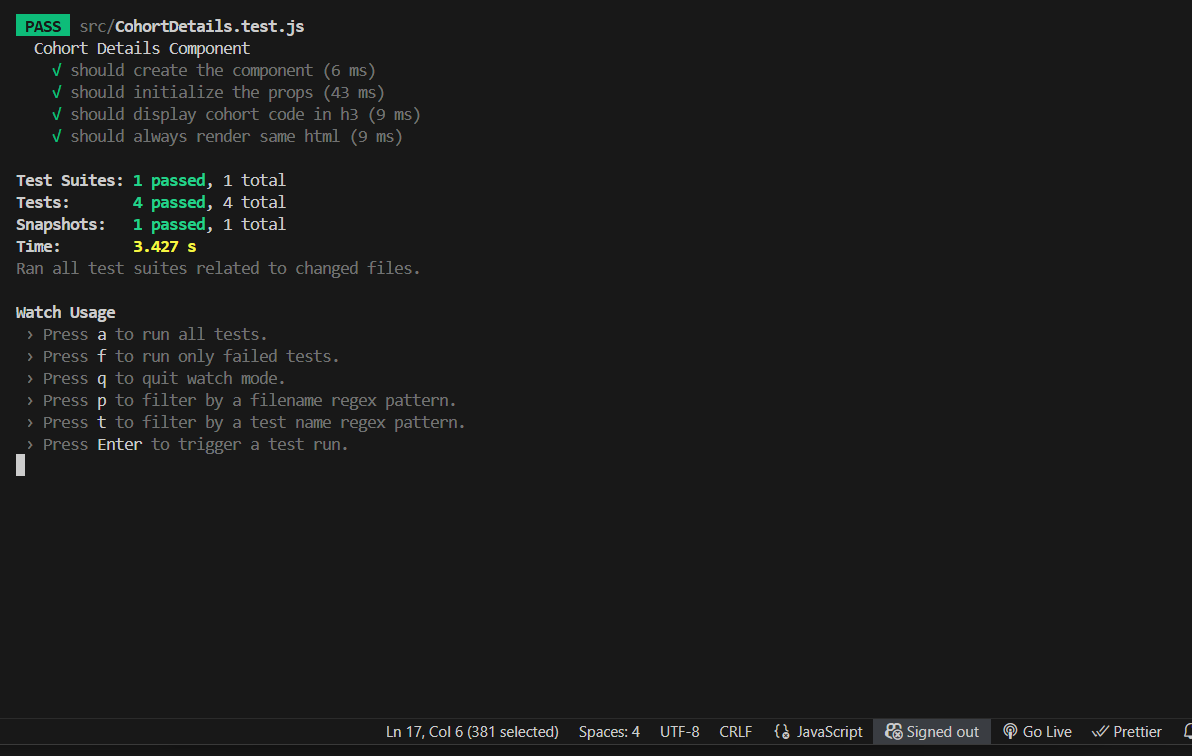 PASS src/CohortDetails.test.js
Cohort Details Component
√ should create the component (6 ms)
√ should initialize the props (43 ms)
√ should display cohort code in h3 (9 ms)
√ should always render same html (9 ms)
Test Suites: 1 passed, 1 total
Tests: 4 passed, 4 total
Snapshots: 1 passed, 1 total
Time: 3.427 s
Ran all test suites related to changed files.
Watch Usage
› Press a to run all tests.
› Press f to run only failed tests.
› Press q to quit watch mode.
› Press p to filter by a filename regex pattern.
› Press t to filter by a test name regex pattern.
› Press Enter to trigger a test run.
Ln 17, Col 6 (381 selected) Spaces: 4 UTF-8 CRLF JavaScript Signed out Go Live Prettier